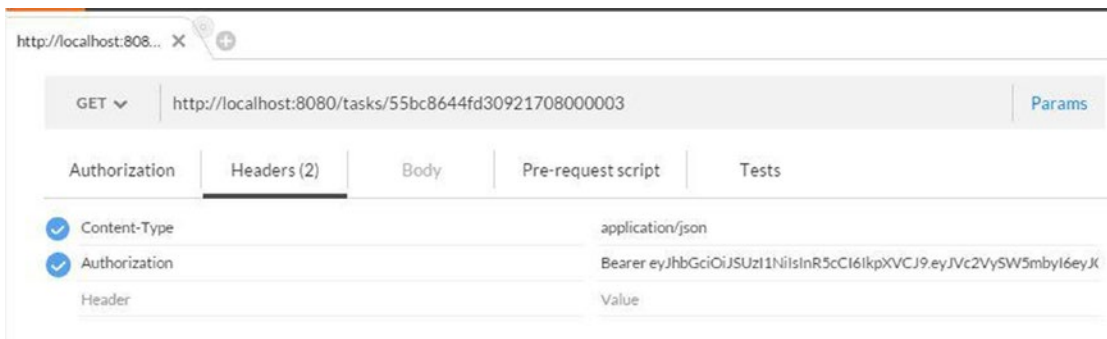 http://localhost:808...
GET http://localhost:8080/tasks/55bc8644fd30921708000003 Params
Authorization Headers (2) Body Pre-request script Tests
Content-Type application/json
Authorization Bearer eyJhbGciOiJSUzI1NiIsInR5cCI6IkpXVCJ9.eyJVc2VySW5mbyI6eyJ
Header Value